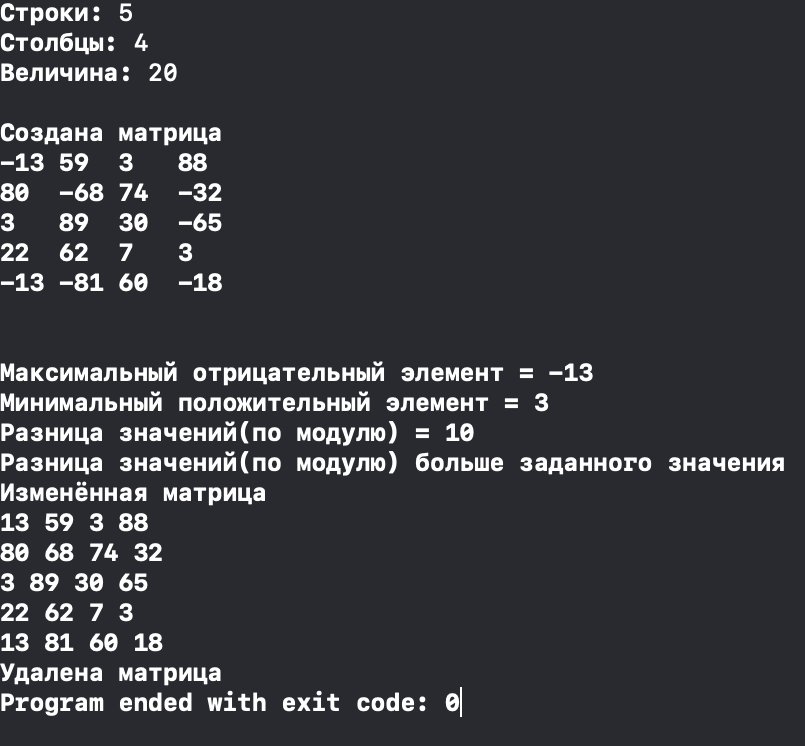 Строки: 5
Столбцы: 4
Величина: 20
Создана матрица
-13 59 3 88
80 -68 74 -32
3 89 30 -65
22 62 7 3
-13 -81 60 -18
Максимальный отрицательный элемент = -13
Минимальный положительный элемент = 3
Разница значений(по модулю) = 10
Разница значений(по модулю) больше заданного значения
Изменённая матрица
13 59 3 88
80 68 74 32
3 89 30 65
22 62 7 3
13 81 60 18
Удалена матрица
Program ended with exit code: 0